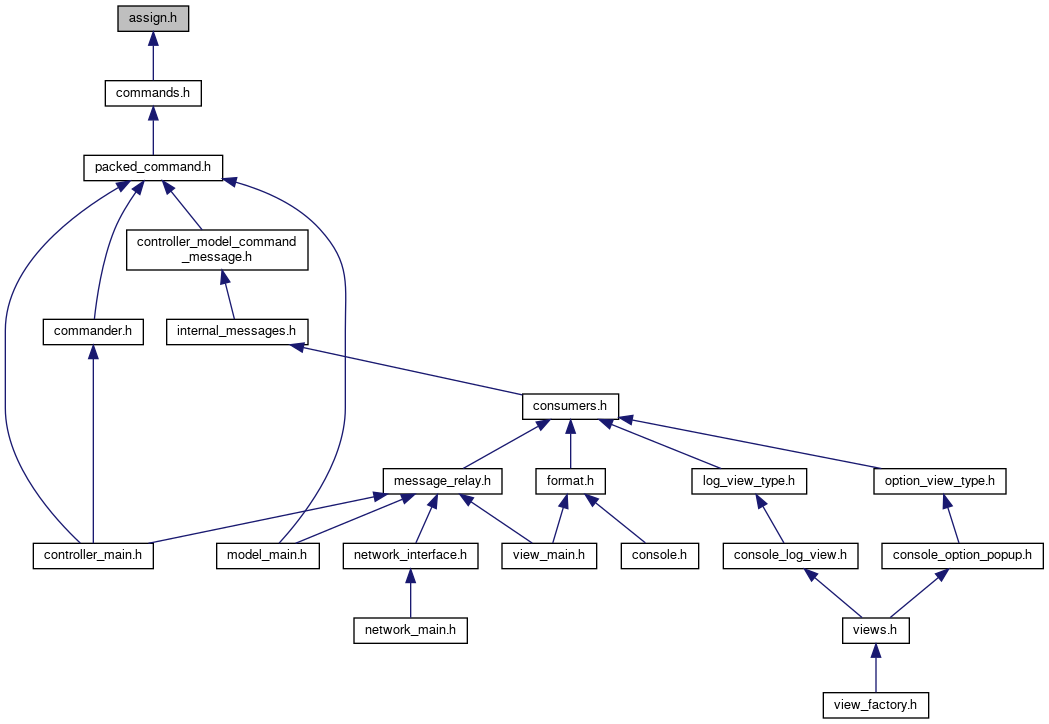 assign.h
commands.h
packed_command.h
controller_model_command
_message.h
commander.h
internal_messages.h
consumers.h
message_relay.h
format.h
log_view_type.h
option_view_type.h
controller_main.h
model_main.h
network_interface.h
view_main.h
console.h
console_log_view.h
console_option_popup.h
network_main.h
views.h
view_factory.h